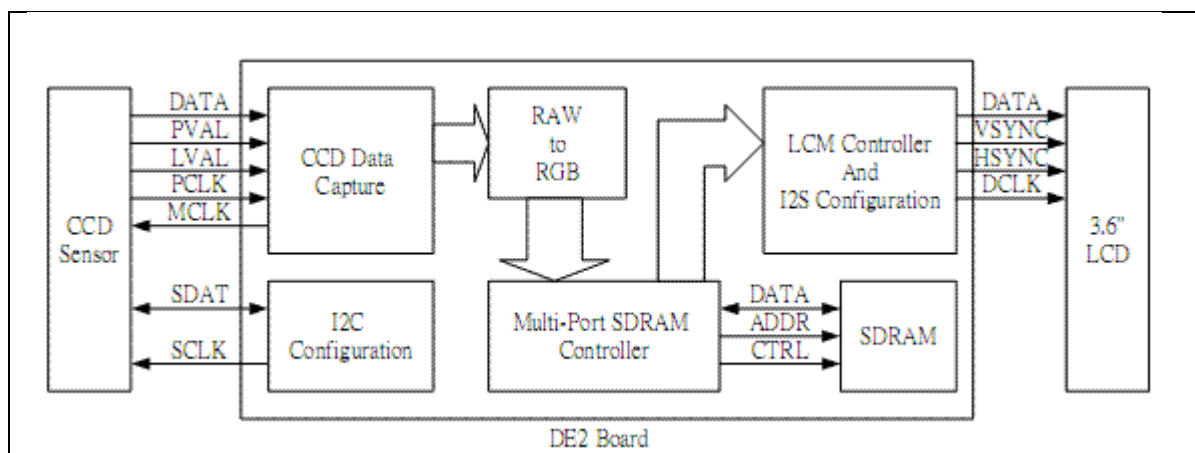 CCD
Sensor
DATA
PVAL
LVAL
PCLK
MCLK
SDAT
SCLK
CCD Data
Capture
I2C
Configuration
RAW
to
RGB
Multi-Port SDRAM
Controller
DATA
ADDR
CTRL
SDRAM
LCM Controller
And
I2S Configuration
DATA
VSYNC
HSYNC
DCLK
3.6"
LCD
DE2 Board